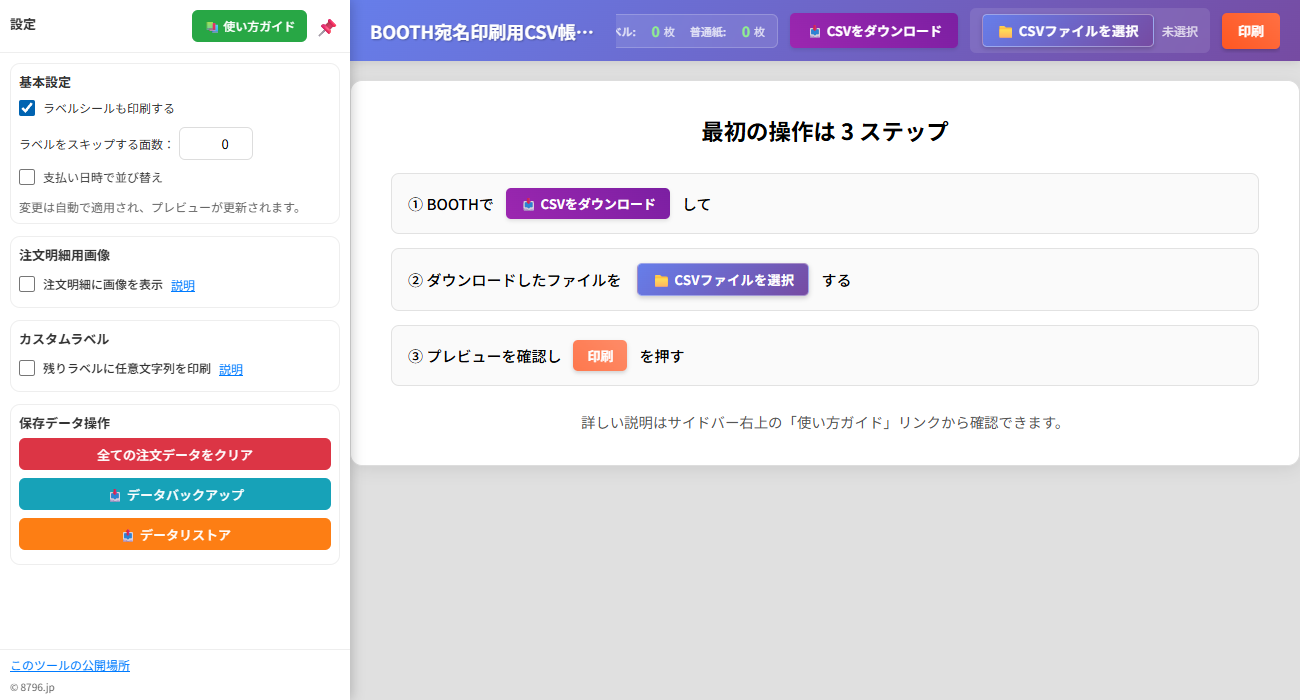 設定
使い方ガイド
基本設定
ラベルシールも印刷する
ラベルをスキップする面数： 0
支払い日時で並び替え
変更は自動で適用され、プレビューが更新されます。
注文明細用画像
注文明細に画像を表示 説明
カスタムラベル
残りラベルに任意文字列を印刷 説明
保存データ操作
全ての注文データをクリア
データバックアップ
データリストア
このツールの公開場所
© 8796.jp
BOOTH宛名印刷用CSV帳… ル: 0 枚 普通紙: 0 枚 CSVをダウンロード CSVファイルを選択 未選択 印刷
最初の操作は 3 ステップ
① BOOTHで CSVをダウンロード して
② ダウンロードしたファイルを CSVファイルを選択 する
③ プレビューを確認し 印刷 を押す
詳しい説明はサイドバー右上の「使い方ガイド」リンクから確認できます。